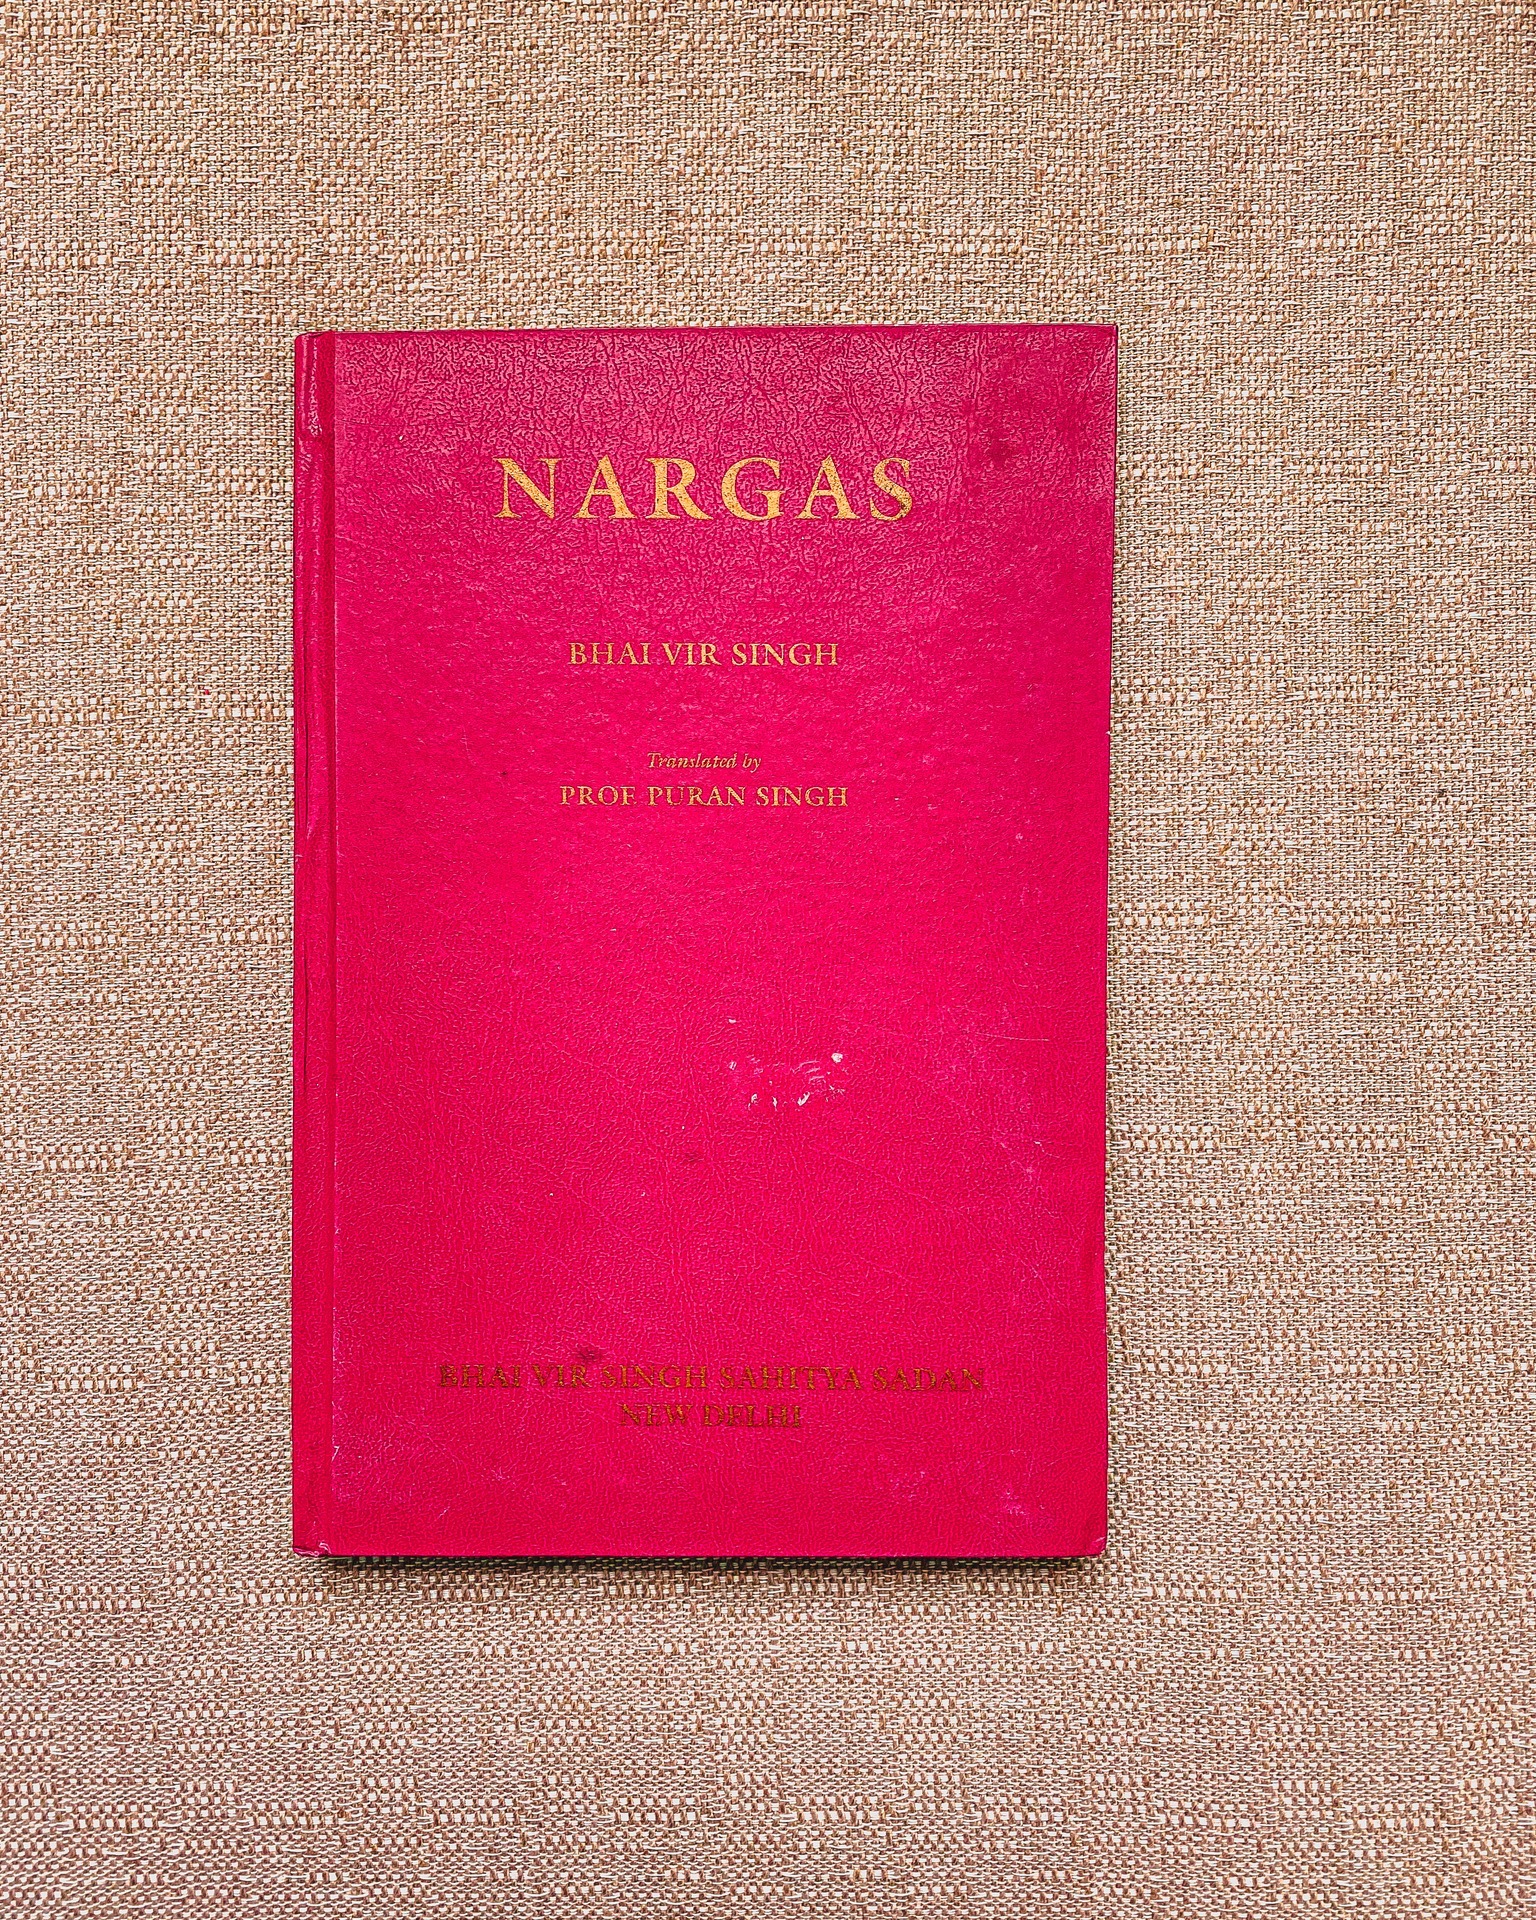 NARGAS
BHAI VIR SINGH
Translated by
PROF. PURAN SINGH
BHAI VIR SINGH SAHITYA SADAN
NEW DELHI